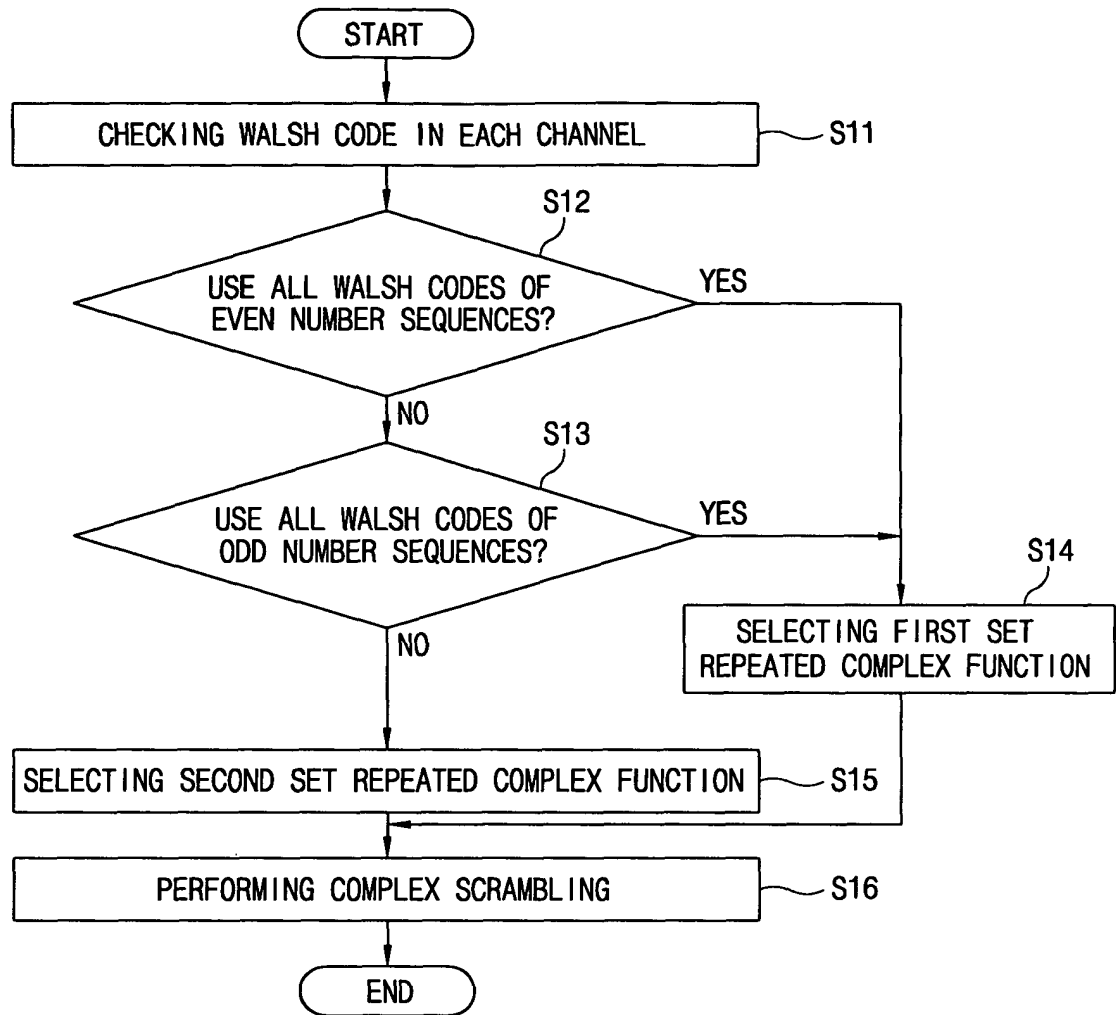 START
CHECKING WALSH CODE IN EACH CHANNEL
S11
S12
USE ALL WALSH CODES OF
EVEN NUMBER SEQUENCES?
YES
NO
S13
USE ALL WALSH CODES OF
ODD NUMBER SEQUENCES?
YES
NO
S14
SELECTING FIRST SET
REPEATED COMPLEX FUNCTION
SELECTING SECOND SET REPEATED COMPLEX FUNCTION
S15
PERFORMING COMPLEX SCRAMBLING
S16
END